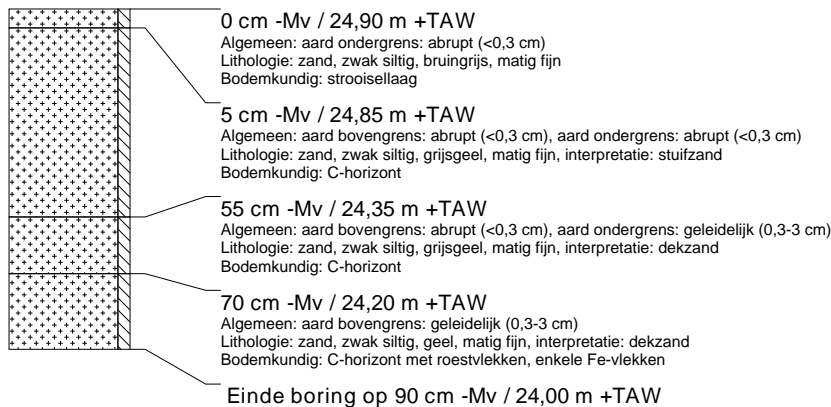 0 cm -Mv / 24,90 m +TAW
Algemeen: aard ondergrens: abrupt (<0,3 cm)
Lithologie: zand, zwak siltig, bruingrijs, matig fijn
Bodemkundig: strooisellaag
5 cm -Mv / 24,85 m +TAW
Algemeen: aard bovengrens: abrupt (<0,3 cm), aard ondergrens: abrupt (<0,3 cm)
Lithologie: zand, zwak siltig, grijsgeel, matig fijn, interpretatie: stuifzand
Bodemkundig: C-horizont
55 cm -Mv / 24,35 m +TAW
Algemeen: aard bovengrens: abrupt (<0,3 cm), aard ondergrens: geleidelijk (0,3-3 cm)
Lithologie: zand, zwak siltig, grijsgeel, matig fijn, interpretatie: dekzand
Bodemkundig: C-horizont
70 cm -Mv / 24,20 m +TAW
Algemeen: aard bovengrens: geleidelijk (0,3-3 cm)
Lithologie: zand, zwak siltig, geel, matig fijn, interpretatie: dekzand
Bodemkundig: C-horizont met roestvlekken, enkele Fe-vlekken
Einde boring op 90 cm -Mv / 24,00 m +TAW